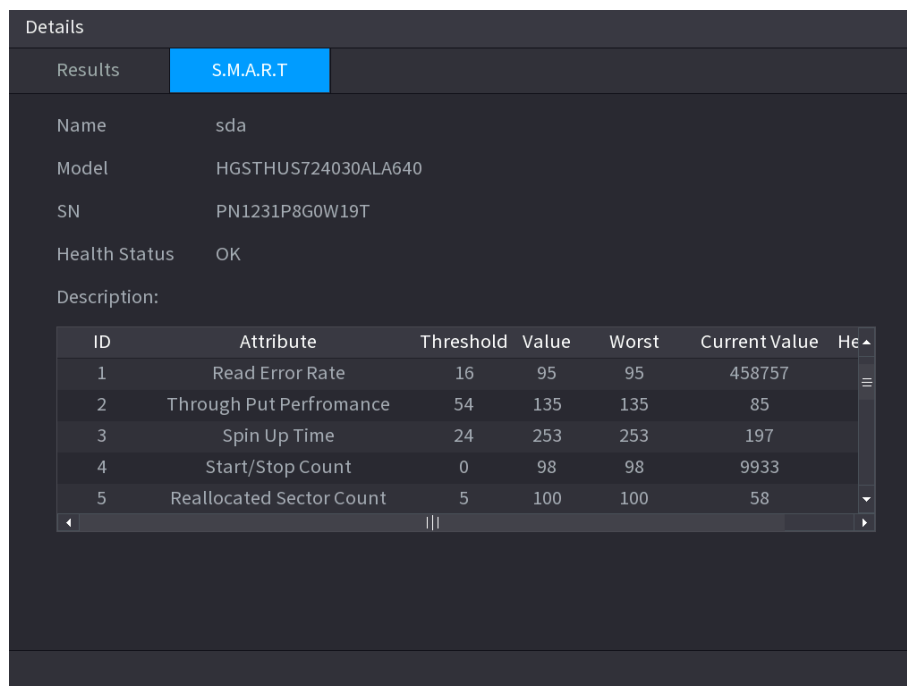 Details
Results S.M.A.R.T
Name sda
Model HGSTHUS724030ALA640
SN PN1231P8G0W19T
Health Status OK
Description:
ID Attribute Threshold Value Worst Current Value He
1 Read Error Rate 16 95 95 458757
2 Through Put Perfromance 54 135 135 85
3 Spin Up Time 24 253 253 197
4 Start/Stop Count 0 98 98 9933
5 Reallocated Sector Count 5 100 100 58